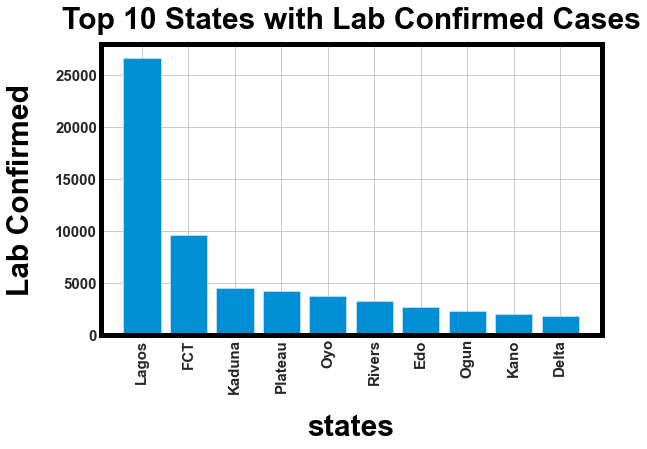 Top 10 States with Lab Confirmed Cases
Lab Confirmed
25000
20000
15000
10000
5000
0
Lagos
FCT
Kaduna
Plateau
Oyo
Rivers
Edo
Ogun
Kano
Delta
states